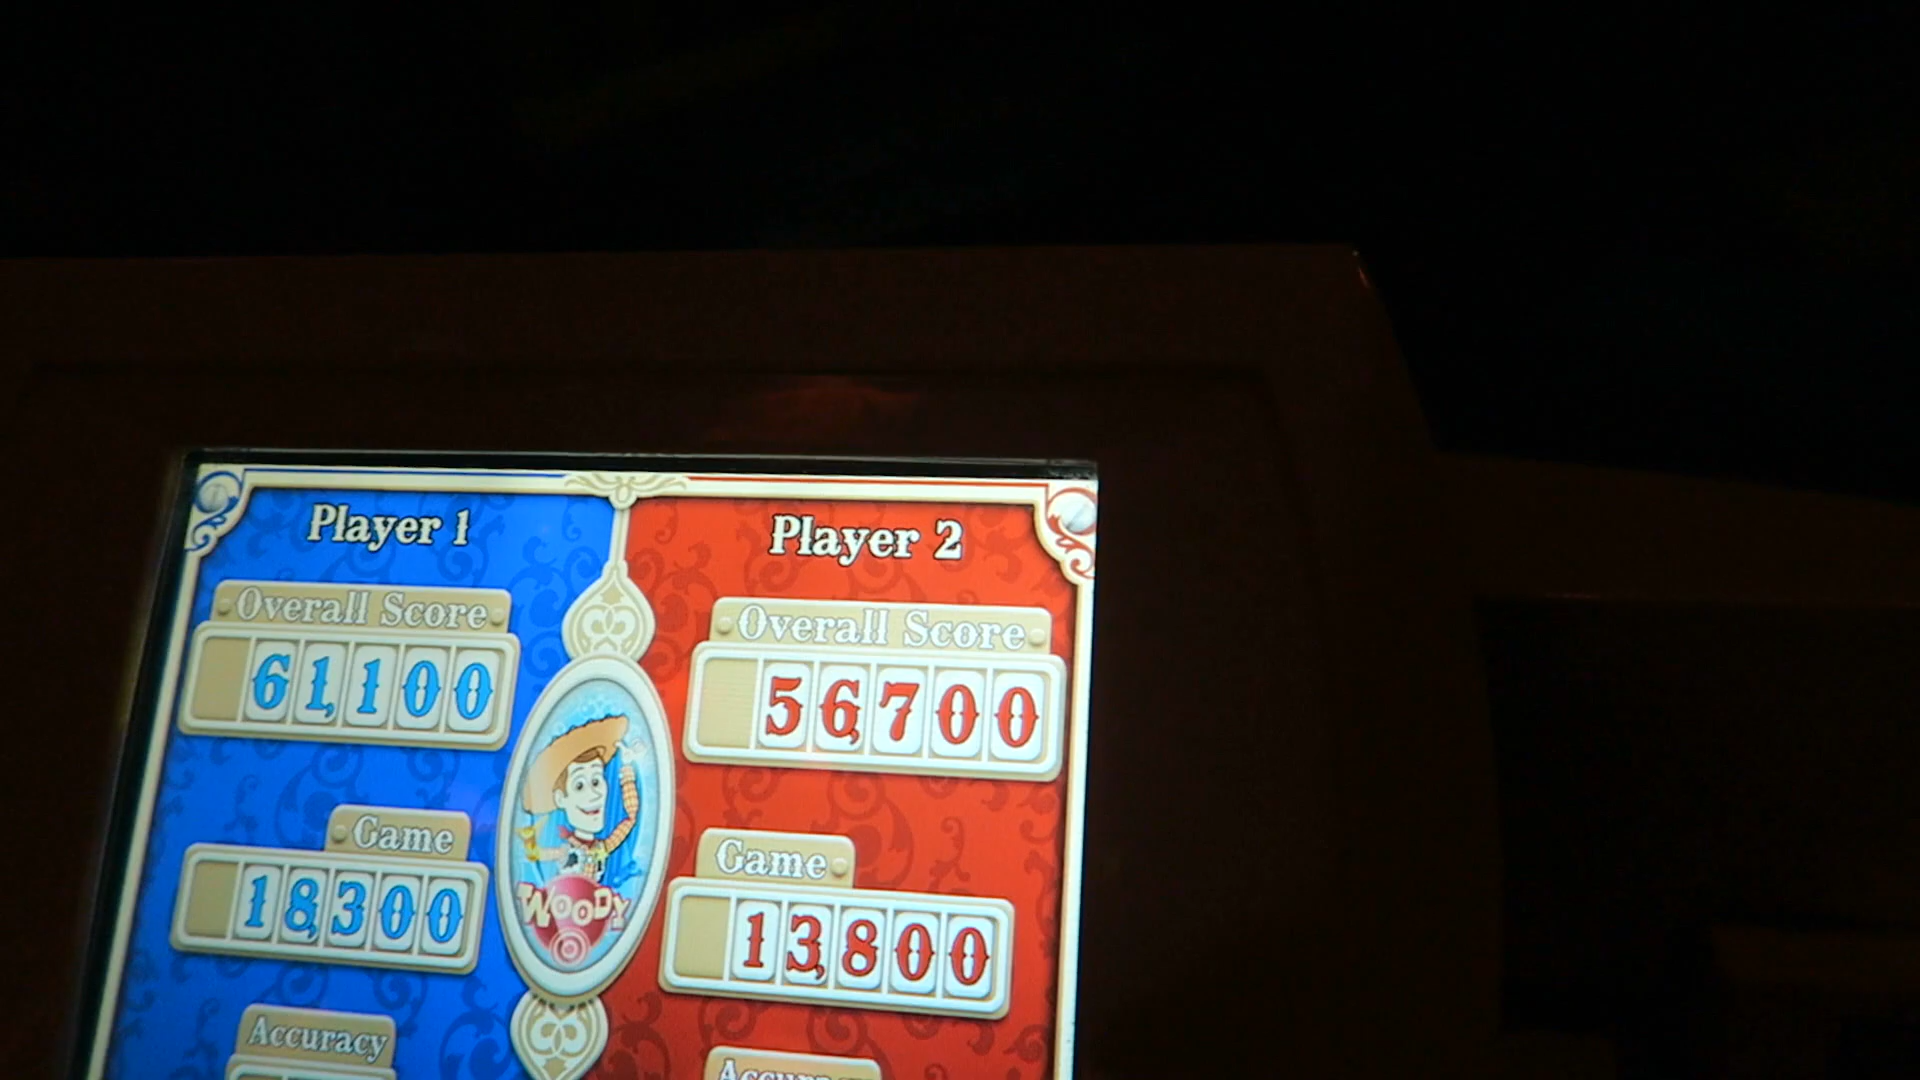 Player 1
Overall Score
61,100
Game
18,300
Accuracy
WOODY
Player 2
Overall Score
56,700
Game
13,800
Accuracy